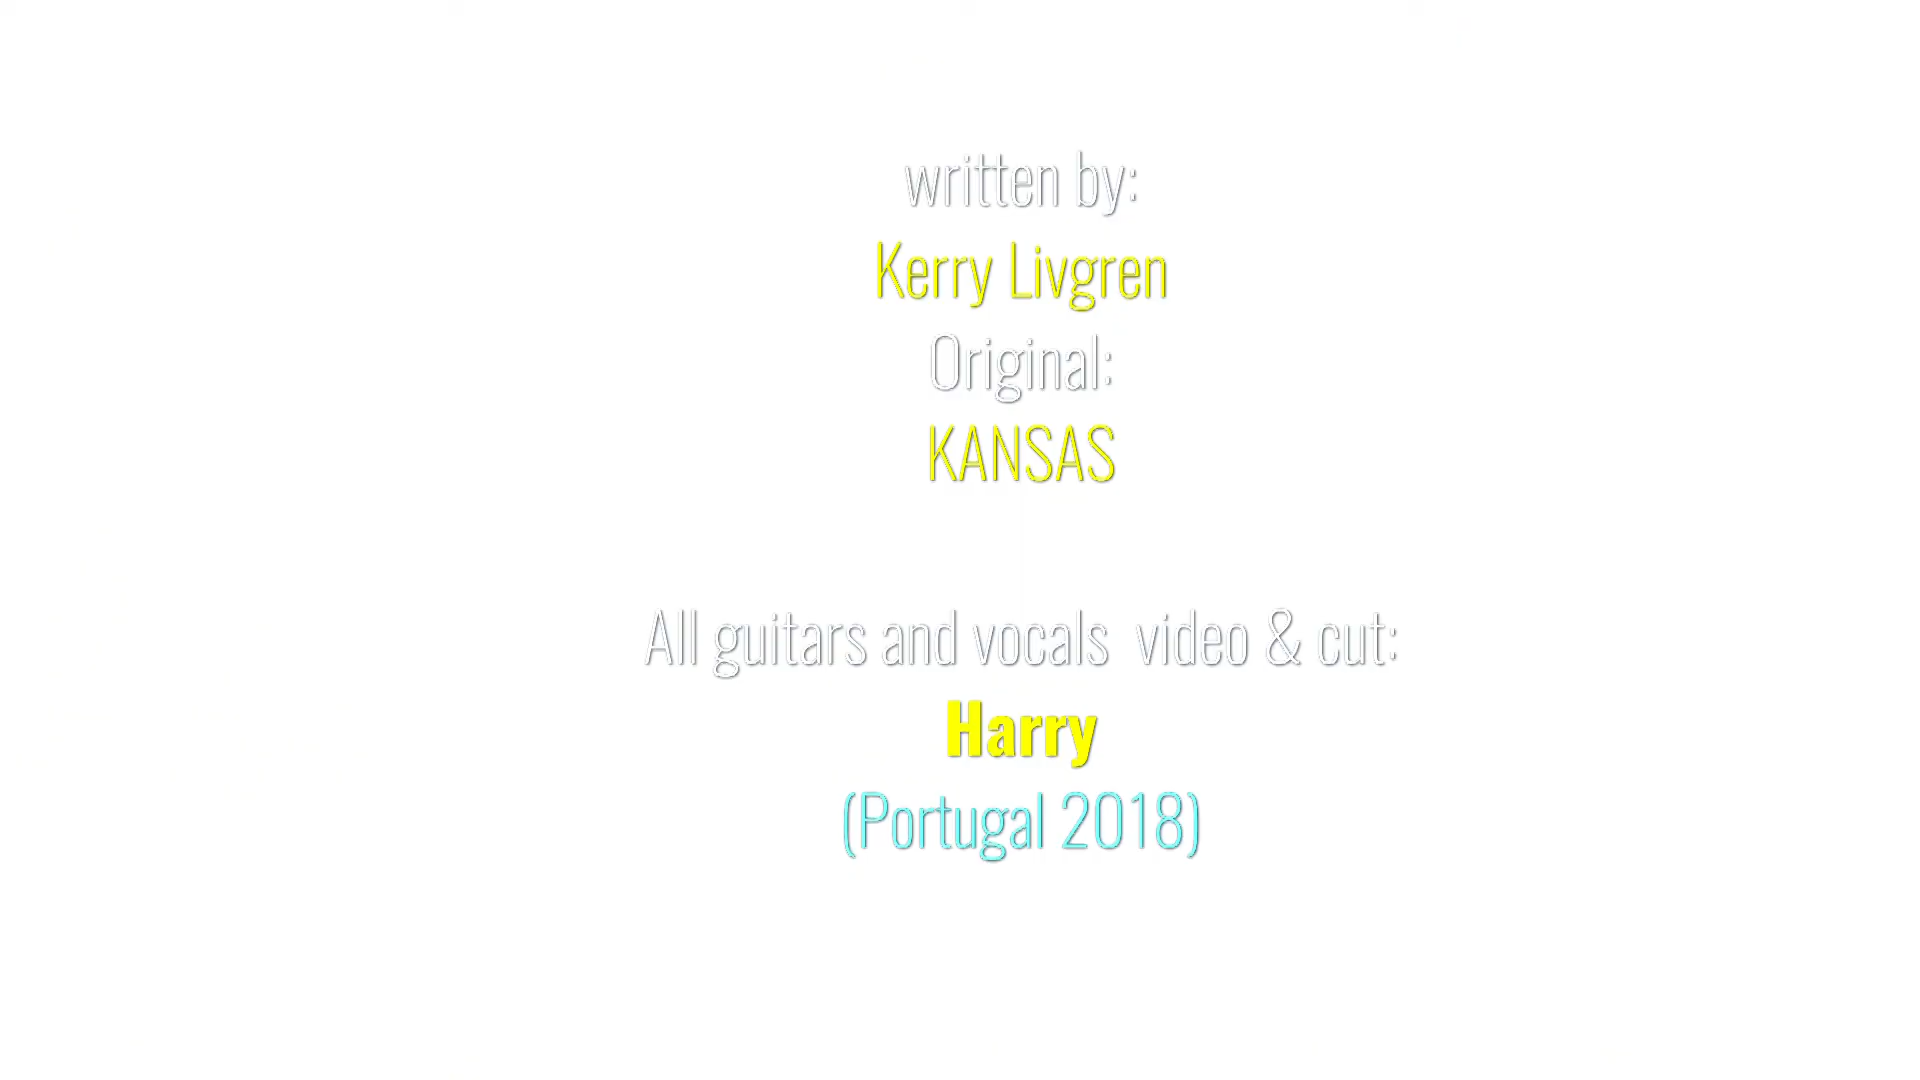 written by:
Kerry Livgren
Original:
KANSAS
All guitars and vocals  video & cut:
Harry
(Portugal 2018)